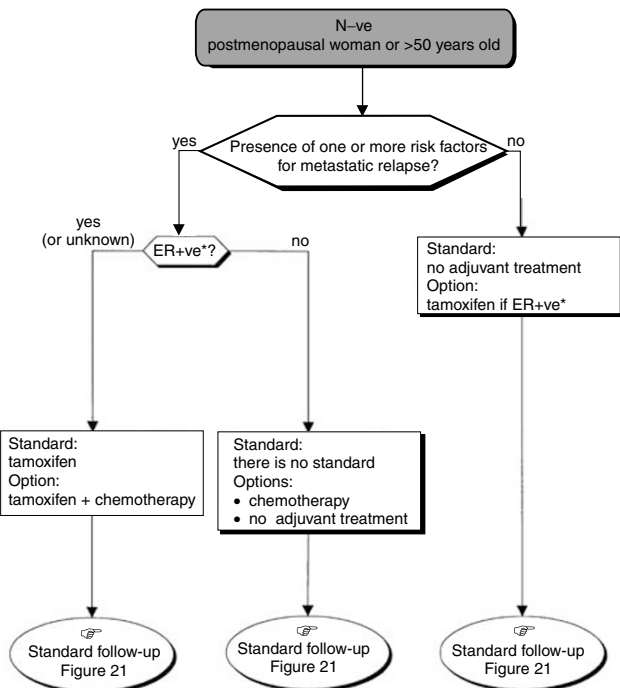 N–ve
postmenopausal woman or >50 years old
yes
Presence of one or more risk factors
for metastatic relapse?
no
yes
(or unknown)
ER+ve*?
no
Standard:
no adjuvant treatment
Option:
tamoxifen if ER+ve*
Standard:
tamoxifen
Option:
tamoxifen + chemotherapy
Standard:
there is no standard
Options:
• chemotherapy
• no adjuvant treatment
☞
Standard follow-up
Figure 21
☞
Standard follow-up
Figure 21
☞
Standard follow-up
Figure 21